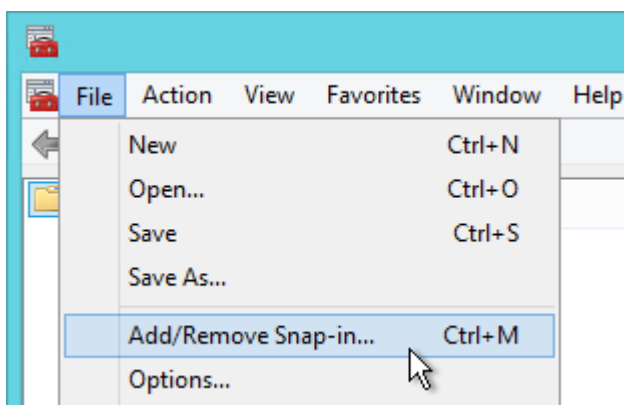 File Action View Favorites Window Help
New Ctrl+N
Open... Ctrl+O
Save Ctrl+S
Save As...
Add/Remove Snap-in... Ctrl+M
Options...